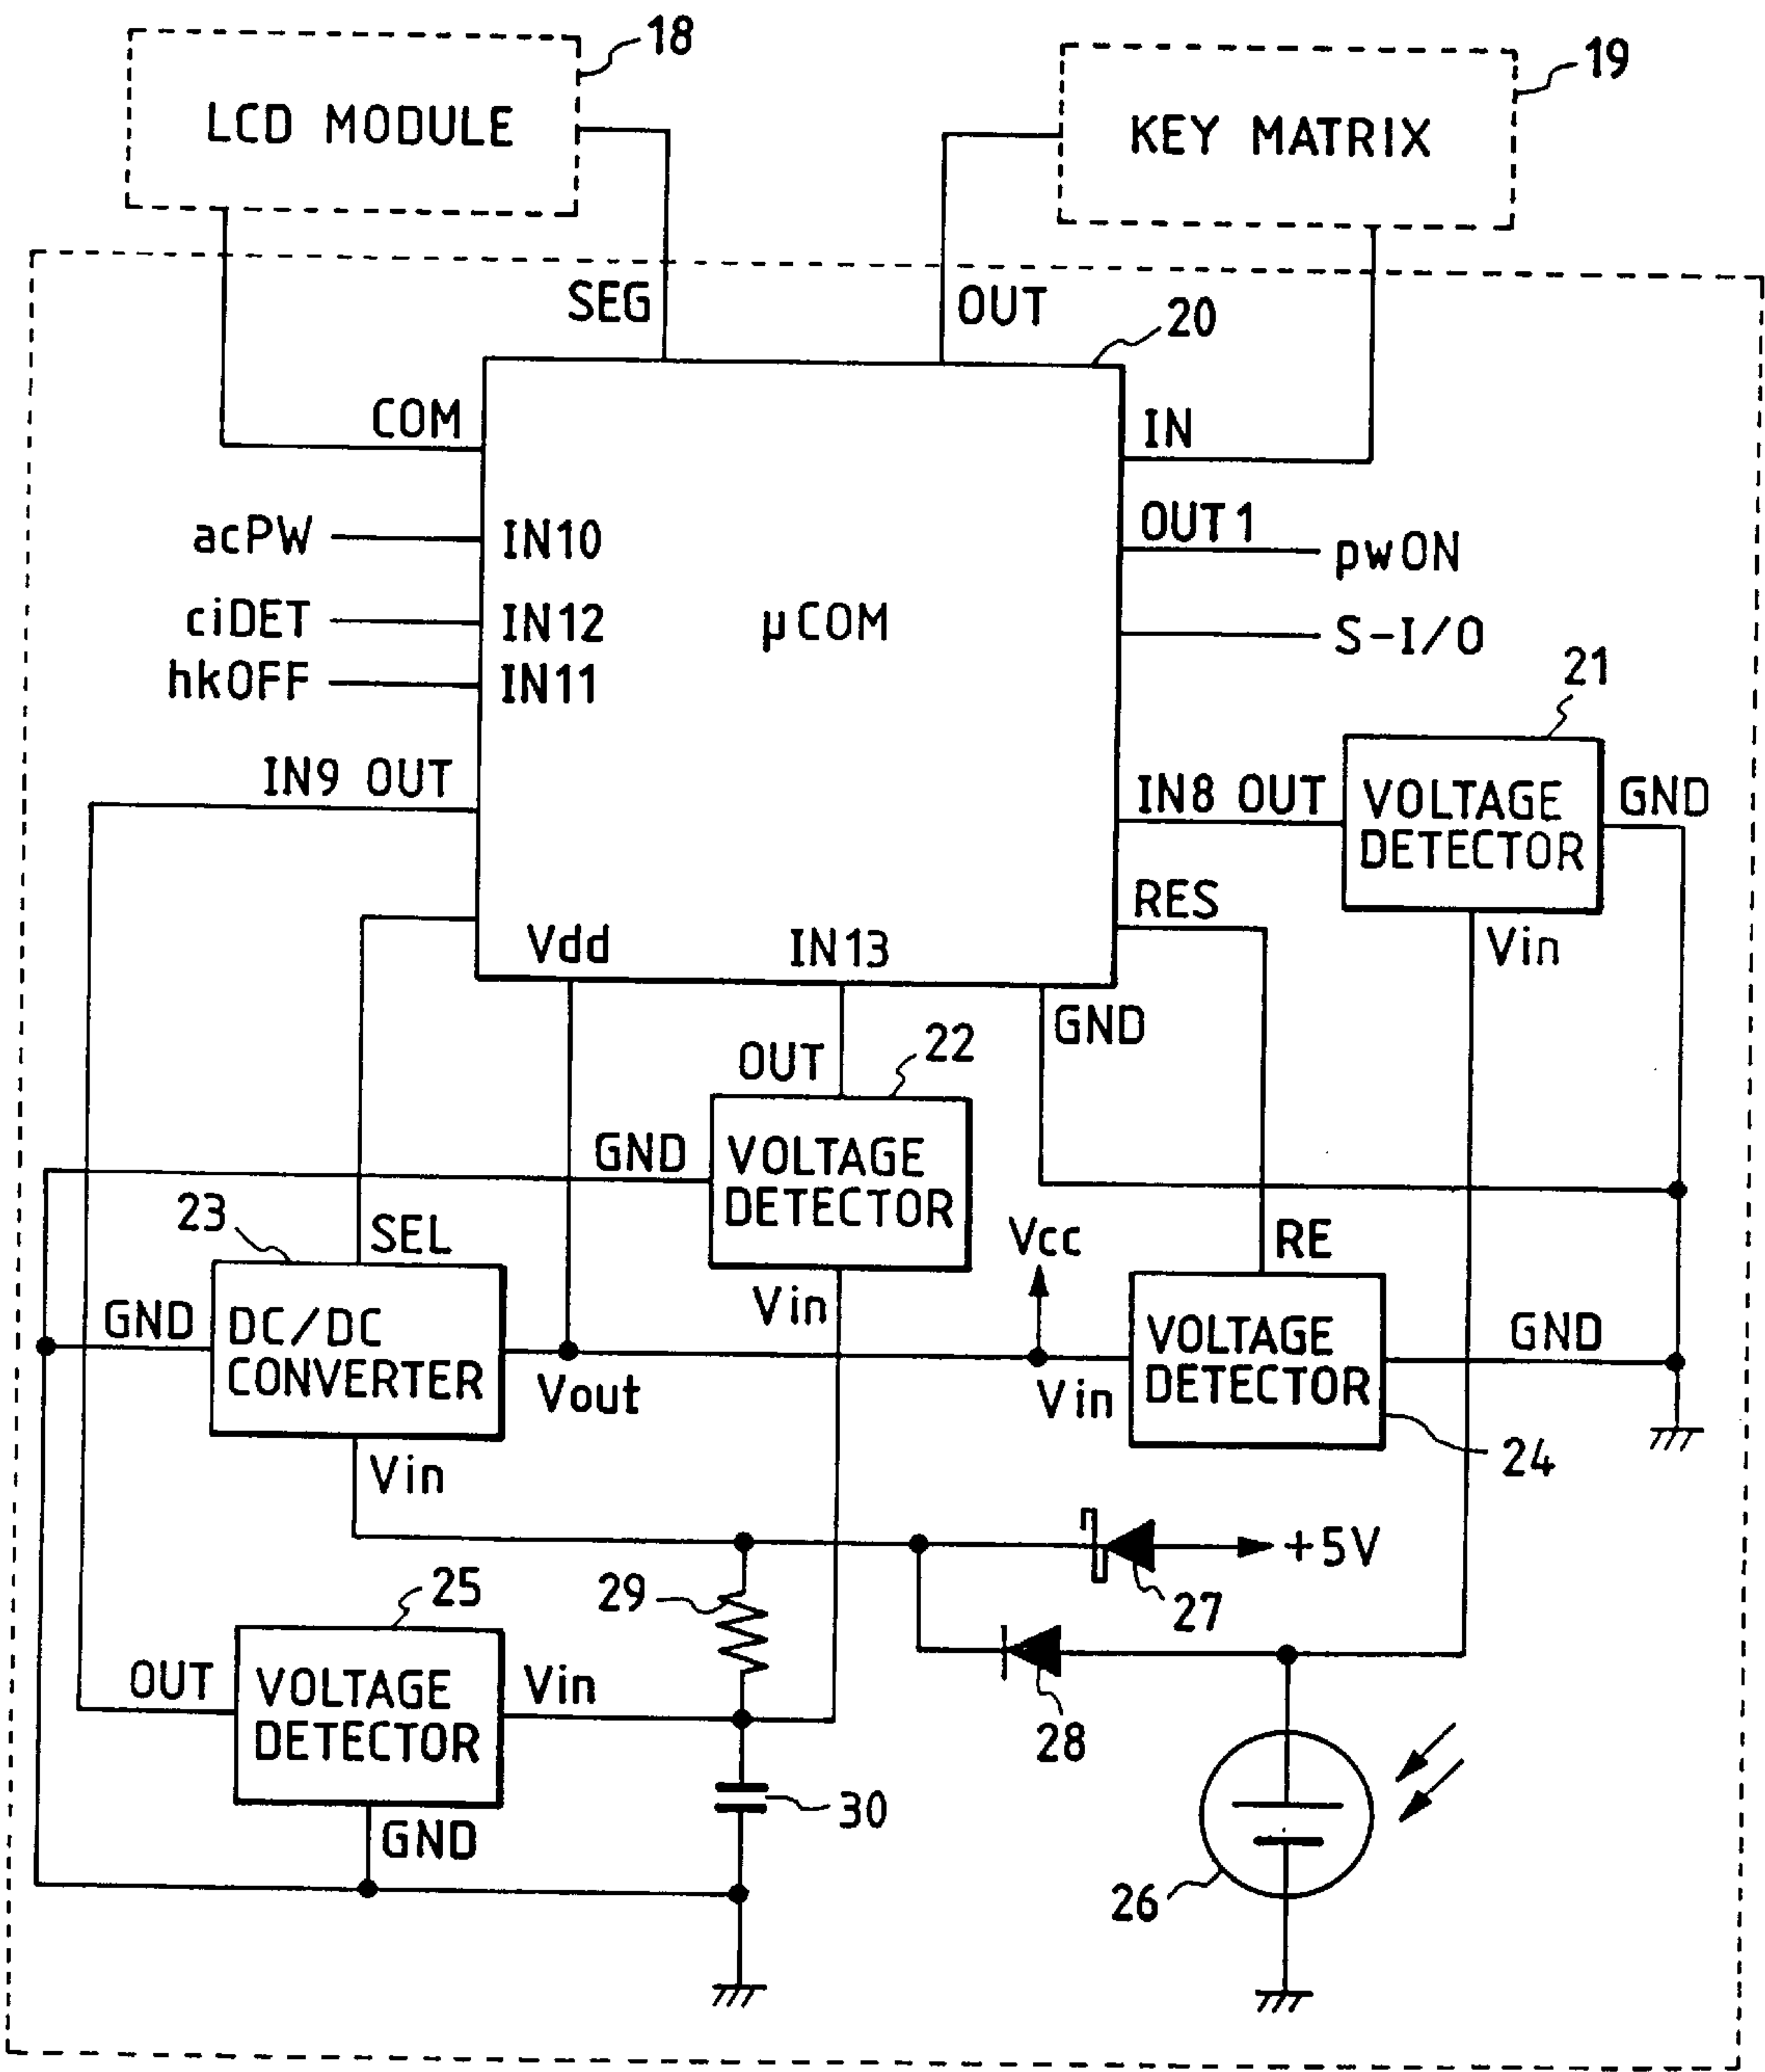 18
LCD MODULE
19
KEY MATRIX
SEG
OUT
20
COM
IN
acPW
IN10
OUT1
pwON
ciDET
IN12
μCOM
S-I/O
hkOFF
IN11
21
IN9 OUT
IN8 OUT
VOLTAGE
DETECTOR
GND
RES
Vdd
IN13
Vin
GND
OUT
22
GND
VOLTAGE
DETECTOR
23
SEL
Vcc
RE
Vin
GND
DC/DC
CONVERTER
Vout
Vin
VOLTAGE
DETECTOR
GND
24
Vin
+5V
27
29
25
OUT
VOLTAGE
DETECTOR
Vin
28
30
GND
26